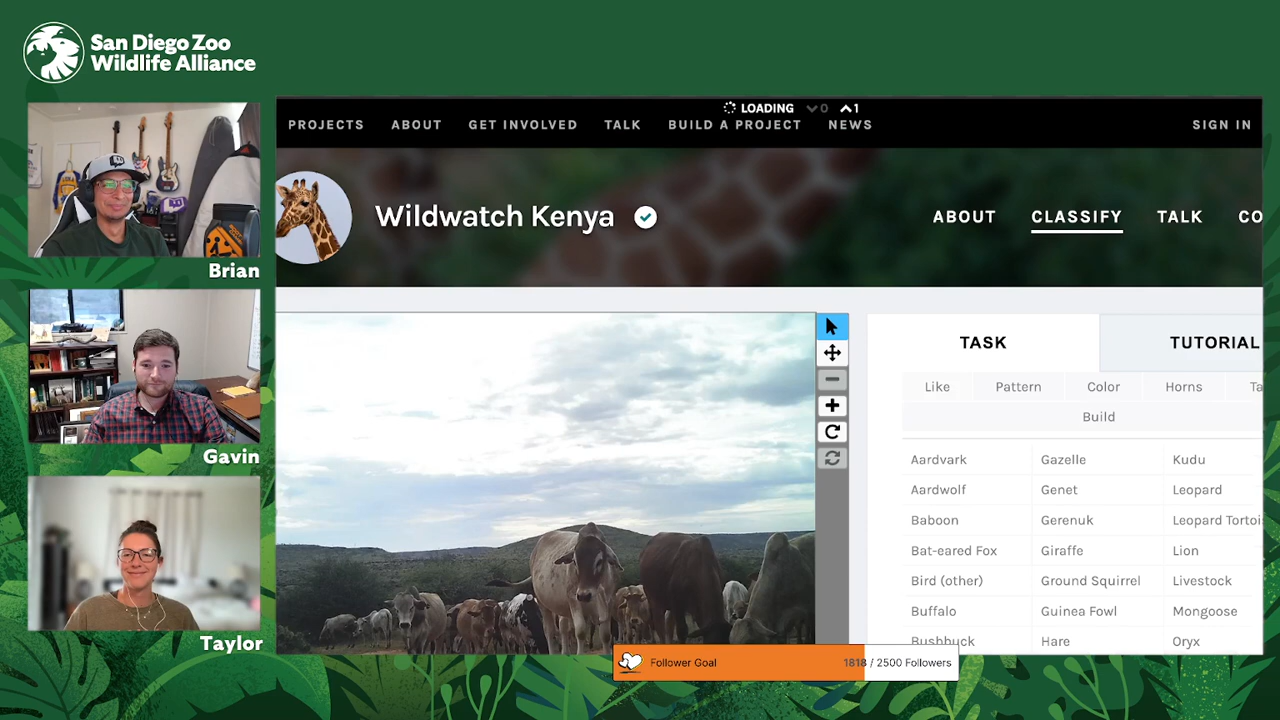 San Diego Zoo
Wildlife Alliance
Brian
Gavin
Taylor
LOADING 0 1
PROJECTS ABOUT GET INVOLVED TALK BUILD A PROJECT NEWS SIGN IN
Wildwatch Kenya
ABOUT CLASSIFY TALK CO
TASK TUTORIAL
Like Pattern Color Horns Ta
Build
Aardvark Gazelle Kudu
Aardwolf Genet Leopard
Baboon Gerenuk Leopard Tortoi
Bat-eared Fox Giraffe Lion
Bird (other) Ground Squirrel Livestock
Buffalo Guinea Fowl Mongoose
Bushbuck Hare Oryx
Follower Goal 1818 / 2500 Followers